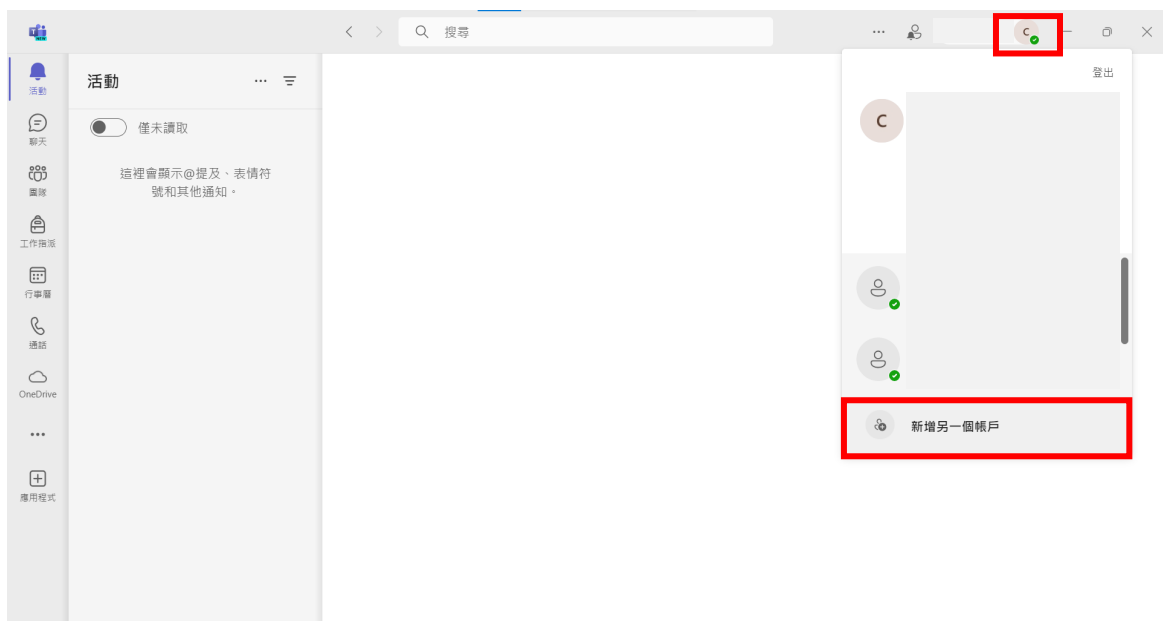 NEW
搜尋
C
登出
活動
活動
僅未讀取
C
聊天
這裡會顯示@提及、表情符
號和其他通知。
團隊
工作指派
行事曆
通話
OneDrive
新增另一個帳戶
應用程式